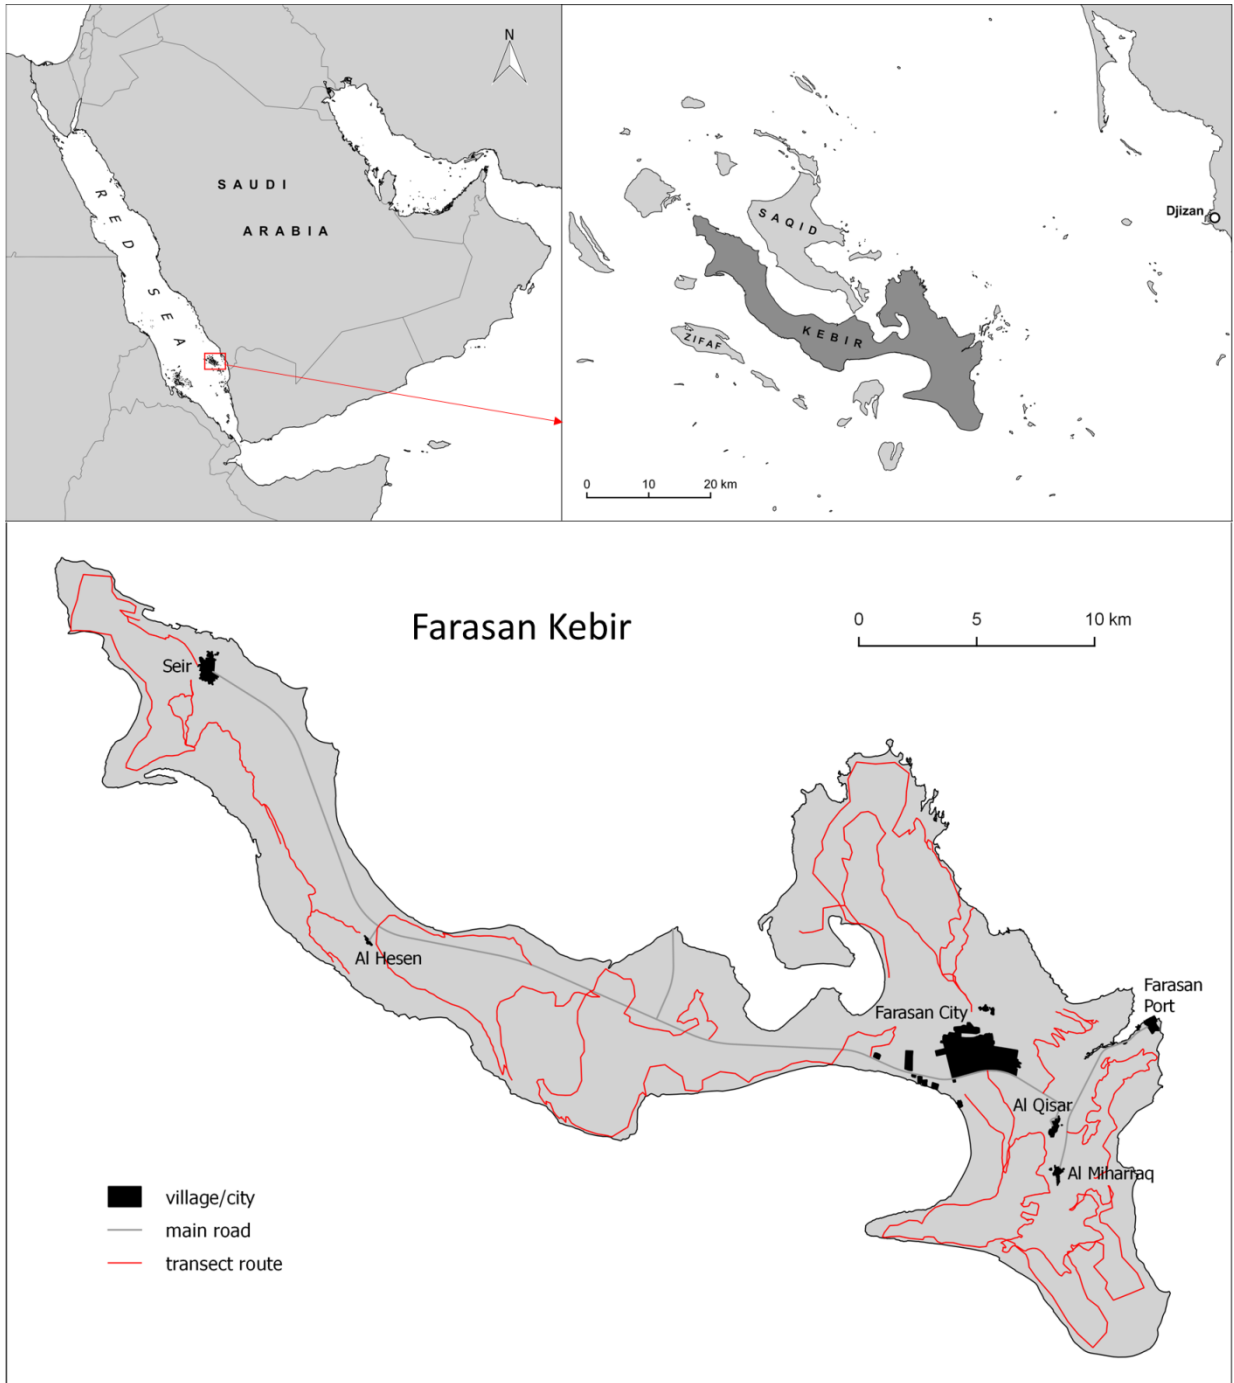 N
SAUDI
ARABIA
RED SEA
SAQID
KEBIR
ZIFAF
Djizan
0 10 20 km
Farasan Kebir
0 5 10 km
Seir
Al Hesen
Farasan City
Farasan
Port
Al Qisar
Al Miharraq
village/city
main road
transect route